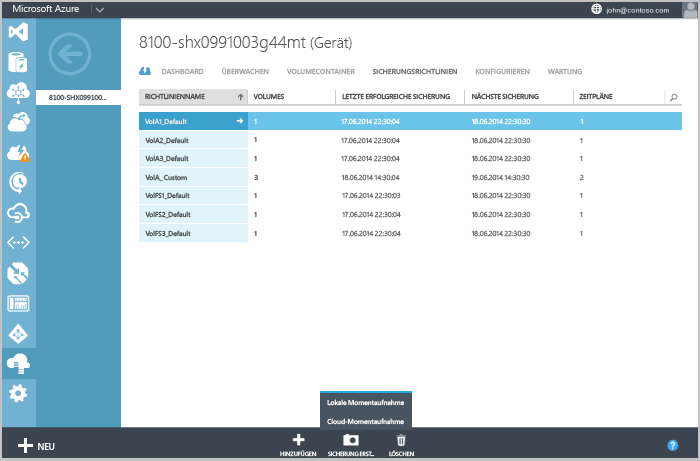 Microsoft Azure
john@contoso.com
8100-shx0991003g44mt (Gerät)
8100-SHX099100...
DASHBOARD ÜBERWACHEN VOLUMECONTAINER SICHERUNGSRICHTLINIEN KONFIGURIEREN WARTUNG
RICHTLINIENNAME VOLUMES LETZTE ERFOLGREICHE SICHERUNG NÄCHSTE SICHERUNG ZEITPLÄNE
VolA1_Default 1 17.06.2014 22:30:04 18.06.2014 22:30:30 1
VolA2_Default 1 17.06.2014 22:30:04 18.06.2014 22:30:30 1
VolA3_Default 1 17.06.2014 22:30:04 18.06.2014 22:30:30 1
VolA_ Custom 3 18.06.2014 14:30:04 19.06.2014 14:30:30 2
VolFS1_Default 1 17.06.2014 22:30:03 18.06.2014 22:30:30 1
VolFS2_Default 1 17.06.2014 22:30:04 18.06.2014 22:30:30 1
VolFS3_Default 1 17.06.2014 22:30:04 18.06.2014 22:30:30 1
Lokale Momentaufnahme
Cloud-Momentaufnahme
NEU
HINZUFÜGEN SICHERUNG ERST... LÖSCHEN
?